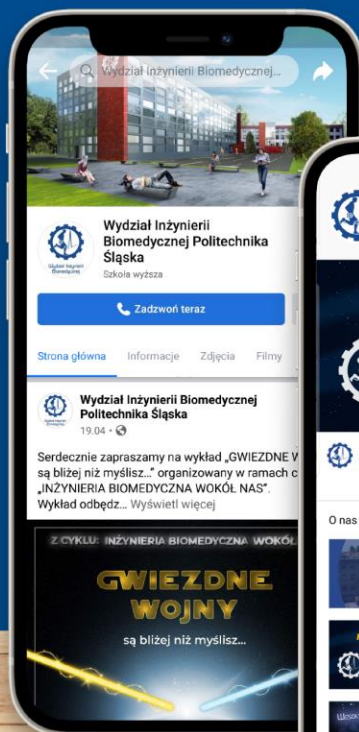 Wydział Inżynierii Biomedycznej...
Wydział Inżynierii
Biomedycznej Politechnika
Śląska
Szkoła wyższa
Zadzwoń teraz
Strona główna Informacje Zdjęcia Filmy
Wydział Inżynierii Biomedycznej
Politechnika Śląska
19.04 ·
Serdecznie zapraszamy na wykład „GWIEZDNE W
są bliżej niż myślisz...” organizowany w ramach c
„INŻYNIERIA BIOMEDYCZNA WOKÓŁ NAS”.
Wykład odbędz... Wyświetl więcej
Z CYKLU: INŻYNIERIA BIOMEDYCZNA WOKÓŁ
GWIEZDNE
WOJNY
są bliżej niż myślisz...
O nas